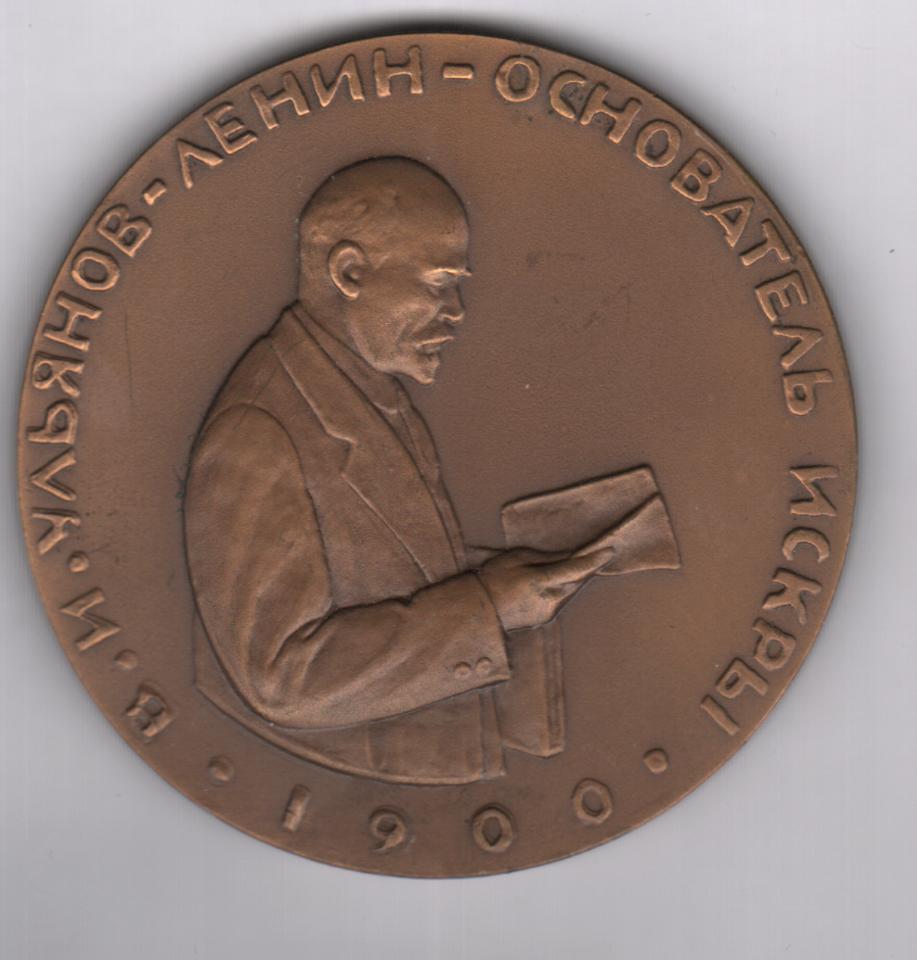 В. И. УЛЬЯНОВ-ЛЕНИН - ОСНОВАТЕЛЬ ИСКРЫ
· 1900 ·